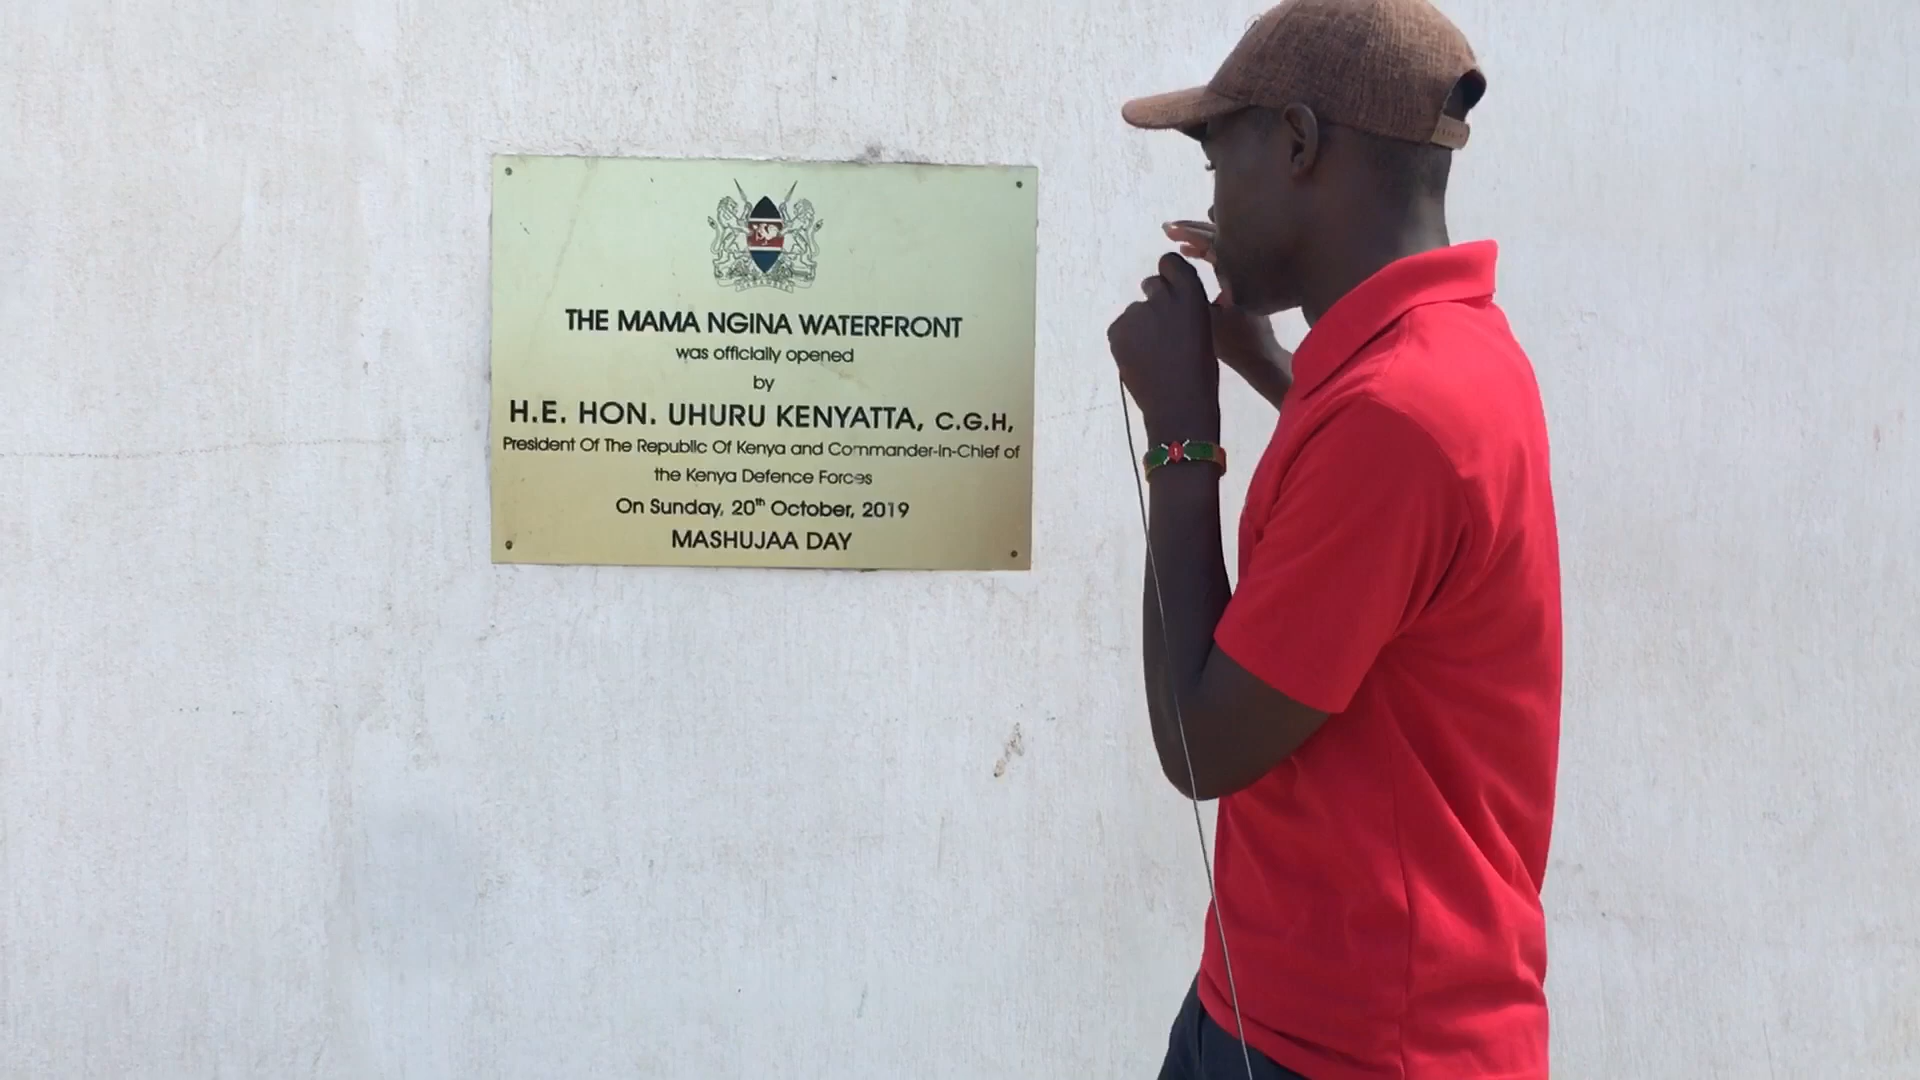 THE MAMA NGINA WATERFRONT
was officially opened
by
H.E. HON. UHURU KENYATTA, C.G.H,
President Of The Republic Of Kenya and Commander-In-Chief of
the Kenya Defence Forces
On Sunday, 20th October, 2019
MASHUJAA DAY